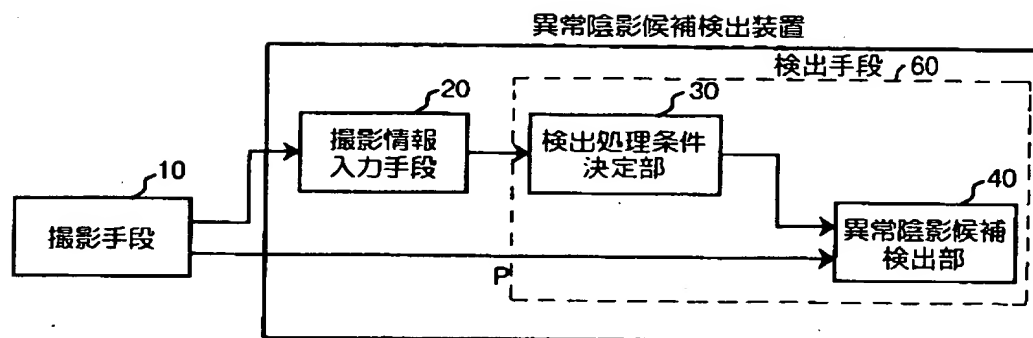 異常陰影候補検出装置
検出手段 60
20
30
撮影情報
入力手段
検出処理条件
決定部
10
40
撮影手段
異常陰影候補
検出部
P